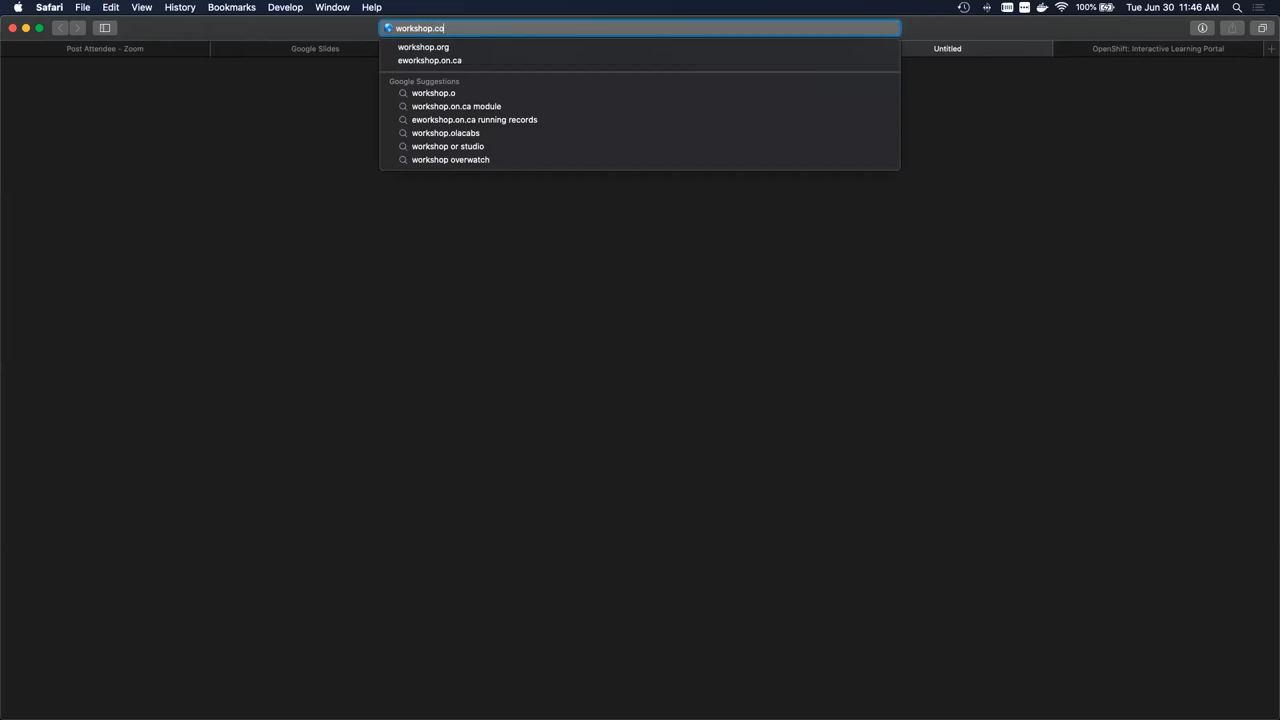 Safari File Edit View History Bookmarks Develop Window Help 100% Tue Jun 30 11:46 AM
workshop.co
Post Attendee - Zoom Google Slides Untitled OpenShift: Interactive Learning Portal
workshop.org
eworkshop.on.ca
Google Suggestions
workshop.o
workshop.on.ca module
eworkshop.on.ca running records
workshop.olacabs
workshop or studio
workshop overwatch